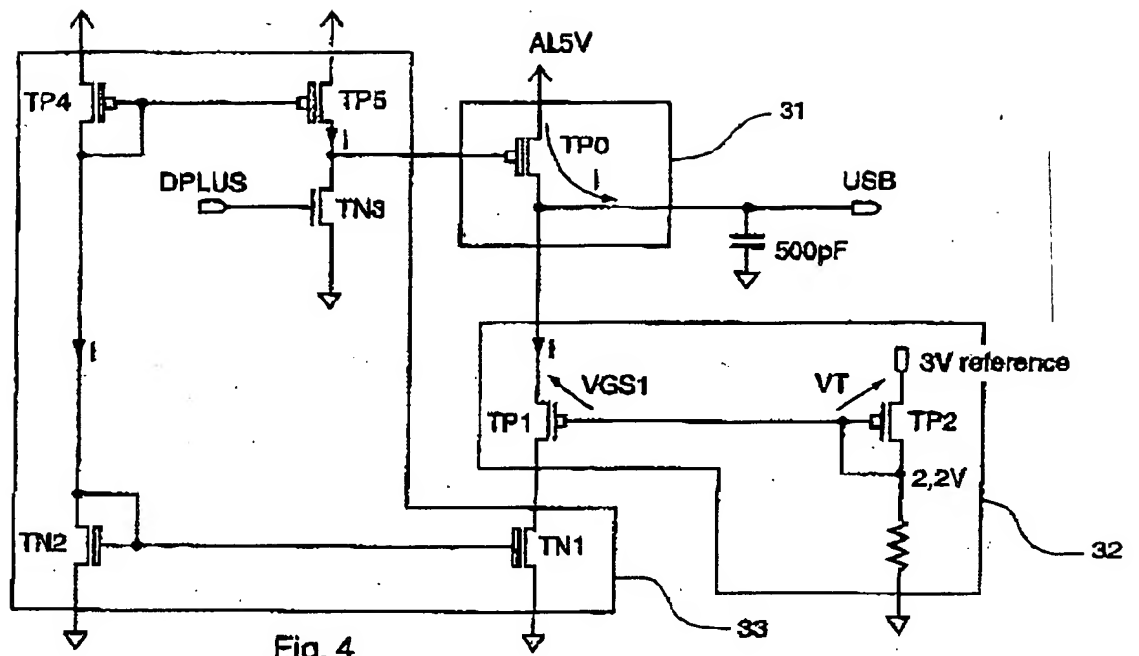 AL5V
TP4
TP5
I
TP0
I
31
DPLUS
TN3
USB
500pF
I
I
VGS1
VT
3V reference
TP1
TP2
2,2V
TN2
TN1
32
33
Fig. 4